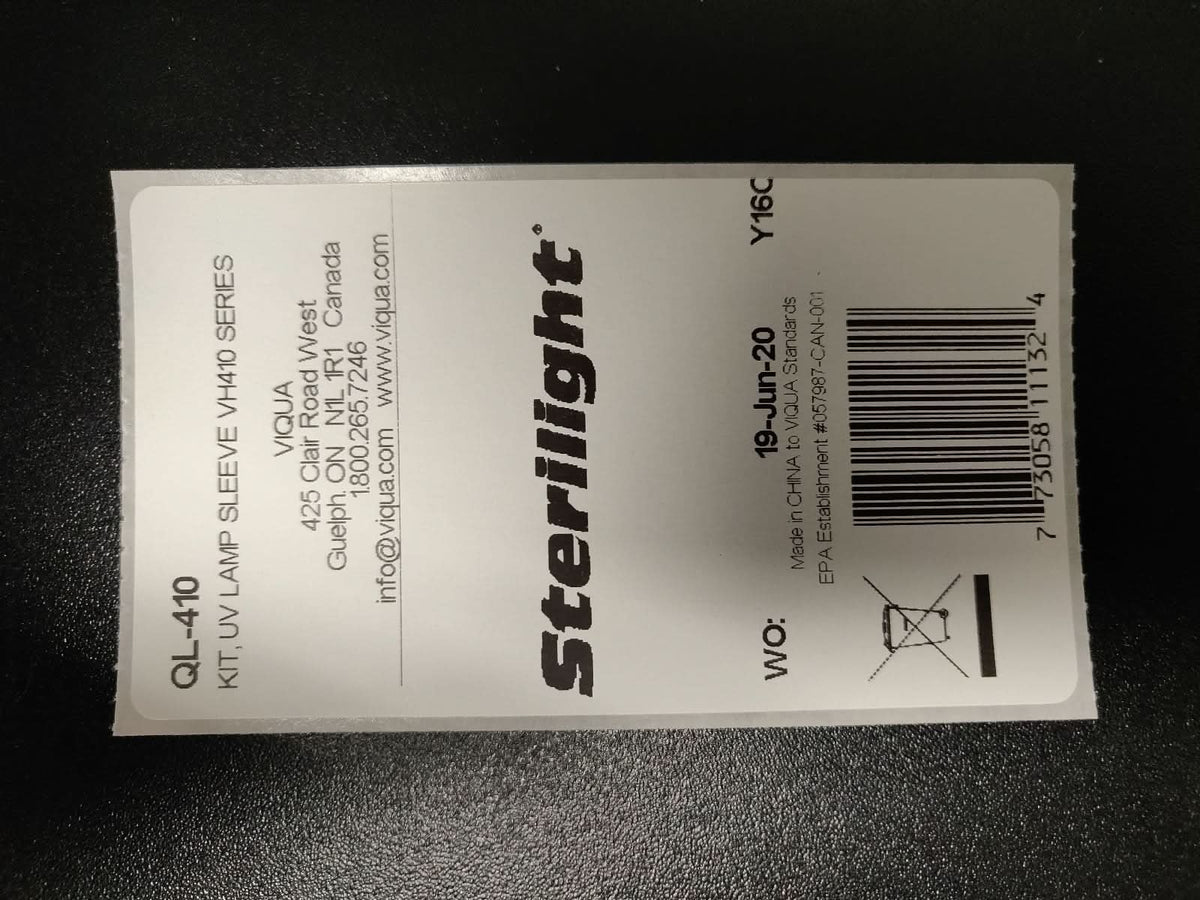 QL-410
KIT, UV LAMP SLEEVE VH410 SERIES
VIQUA
425 Clair Road West
Guelph, ON N1L 1R1 Canada
1.800.265.7246
info@viqua.com www.viqua.com
Sterilight®
Y16C
WO: 19-Jun-20
Made in CHINA to VIQUA Standards
EPA Establishment #057987-CAN-001
7 73058 11132 4